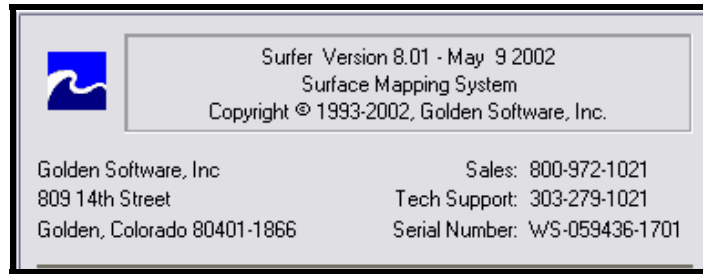 Surfer Version 8.01 - May 9 2002
Surface Mapping System
Copyright © 1993-2002, Golden Software, Inc.
Golden Software, Inc
809 14th Street
Golden, Colorado 80401-1866
Sales: 800-972-1021
Tech Support: 303-279-1021
Serial Number: WS-059436-1701